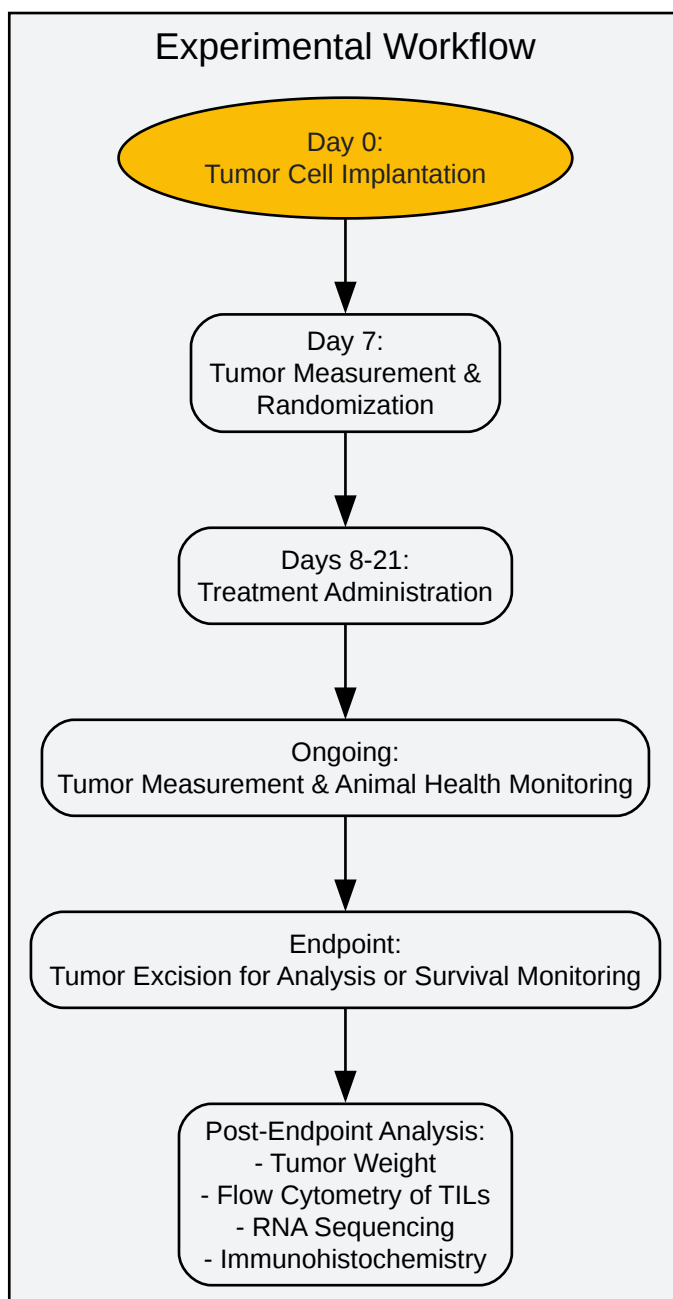 Experimental Workflow
Day 0:
Tumor Cell Implantation
Day 7:
Tumor Measurement &
Randomization
Days 8-21:
Treatment Administration
Ongoing:
Tumor Measurement & Animal Health Monitoring
Endpoint:
Tumor Excision for Analysis or Survival Monitoring
Post-Endpoint Analysis:
- Tumor Weight
- Flow Cytometry of TILs
- RNA Sequencing
- Immunohistochemistry